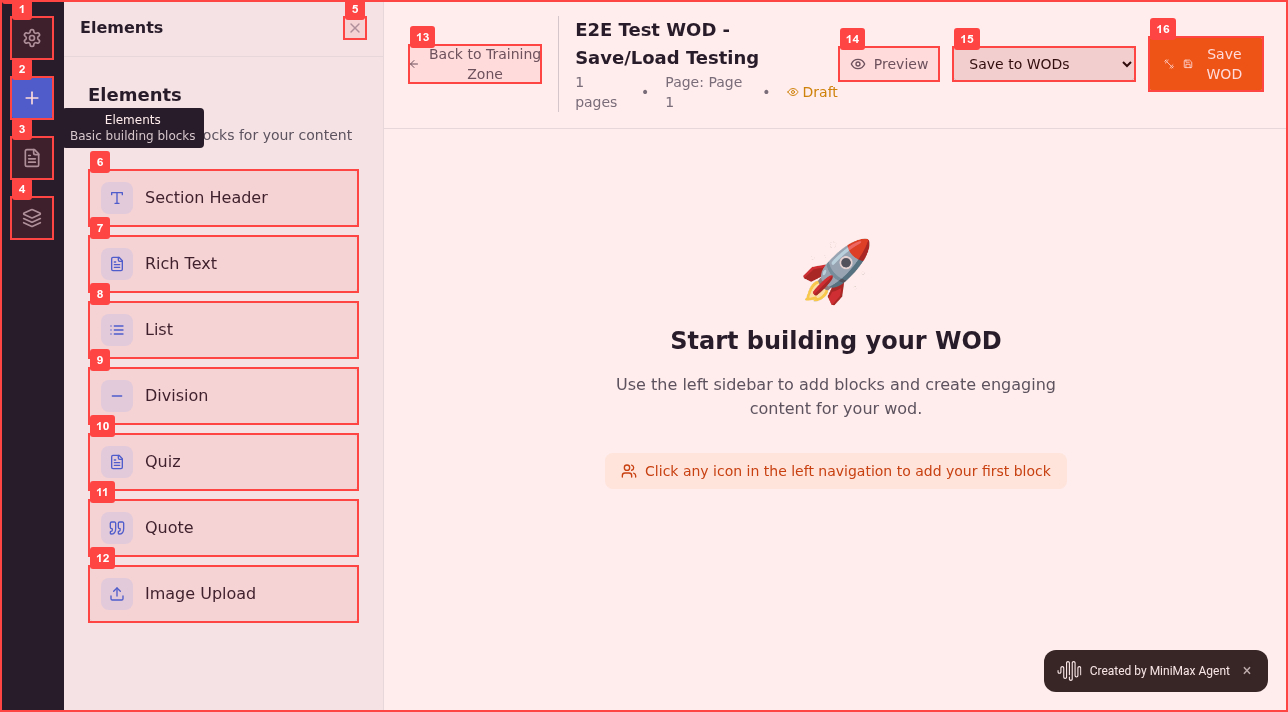 1
2
3
4
Elements
5
Elements
ocks for your content
Elements
Basic building blocks
6
Section Header
7
Rich Text
8
List
9
Division
10
Quiz
11
Quote
12
Image Upload
13
Back to Training
Zone
E2E Test WOD -
Save/Load Testing
1
pages
•
Page: Page
1
•
Draft
14
Preview
15
Save to WODs
16
Save
WOD
Start building your WOD
Use the left sidebar to add blocks and create engaging
content for your wod.
Click any icon in the left navigation to add your first block
Created by MiniMax Agent